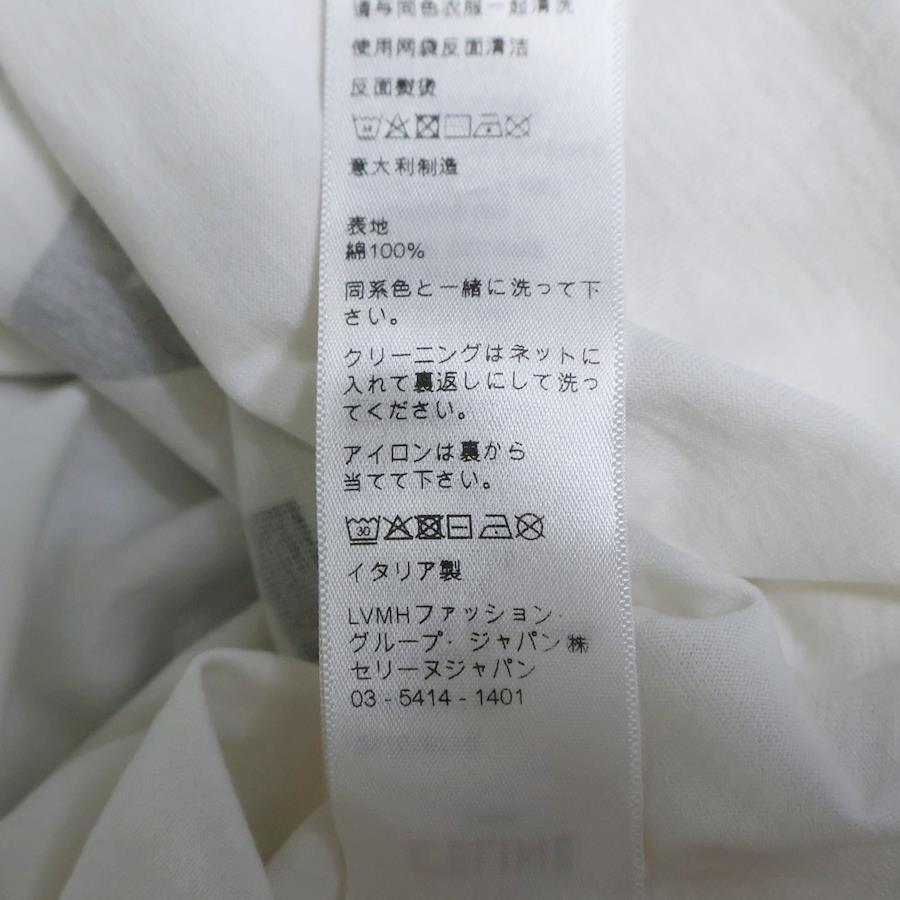 请与同色衣服一起清洗
使用网袋反面清洁
反面熨烫
意大利制造
表地
綿100%
同系色と一緒に洗って下
さい。
クリーニングはネットに
入れて裏返しにして洗っ
てください。
アイロンは裏から
当てて下さい。
30
イタリア製
LVMHファッション・
グループ・ジャパン㈱
セリーヌジャパン
03 - 5414 - 1401